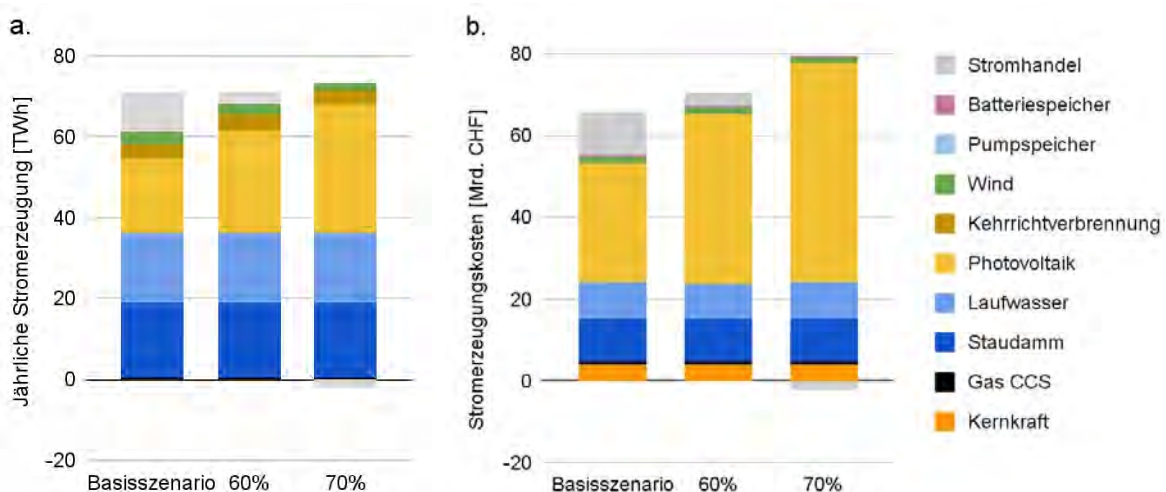 a.
80
60
40
20
0
-20
Jährliche Stromerzeugung [TWh]
Basisszenario 60% 70%
b.
80
60
40
20
0
-20
Stromerzeugungskosten [Mrd. CHF]
Basisszenario 60% 70%
Stromhandel
Batteriespeicher
Pumpspeicher
Wind
Kehrrichtverbrennung
Photovoltaik
Laufwasser
Staudamm
Gas CCS
Kernkraft